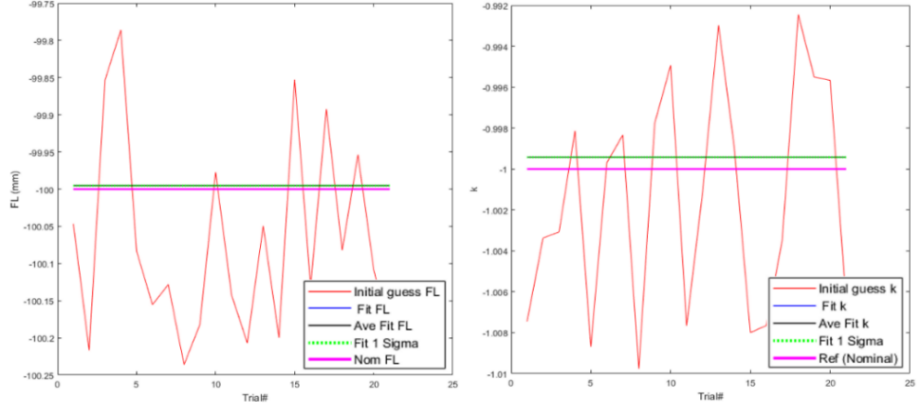 -99.75
-99.8
-99.85
-99.9
-99.95
-100
-100.05
-100.1
-100.15
-100.2
-100.25
FL (mm)
0 5 10 15 20 25
Trial#
Initial guess FL
Fit FL
Ave Fit FL
Fit 1 Sigma
Nom FL
-0.992
-0.994
-0.996
-0.998
-1
-1.002
-1.004
-1.006
-1.008
-1.01
k
0 5 10 15 20 25
Trial#
Initial guess k
Fit k
Ave Fit k
Fit 1 Sigma
Ref (Nominal)